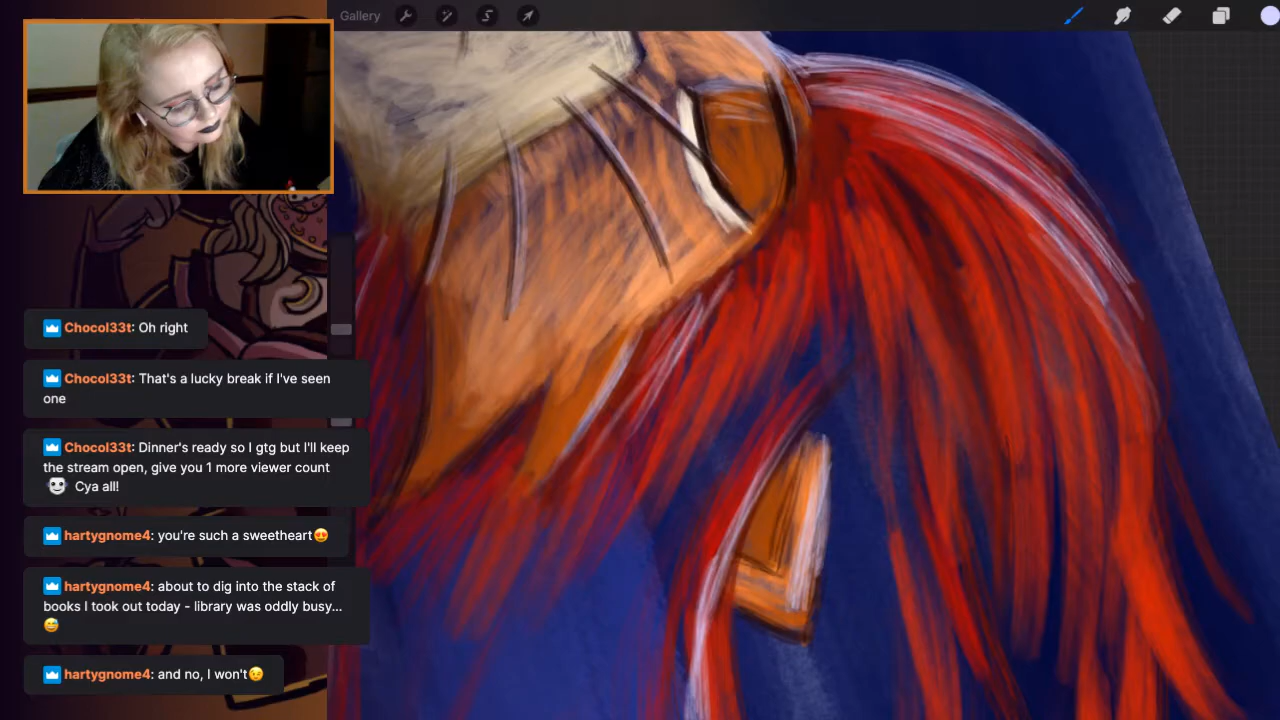 Gallery
Chocol33t: Oh right
Chocol33t: That's a lucky break if I've seen
one
Chocol33t: Dinner's ready so I gtg but I'll keep
the stream open, give you 1 more viewer count
Cya all!
hartygnome4: you're such a sweetheart😍
hartygnome4: about to dig into the stack of
books I took out today - library was oddly busy...
😅
hartygnome4: and no, I won't😉